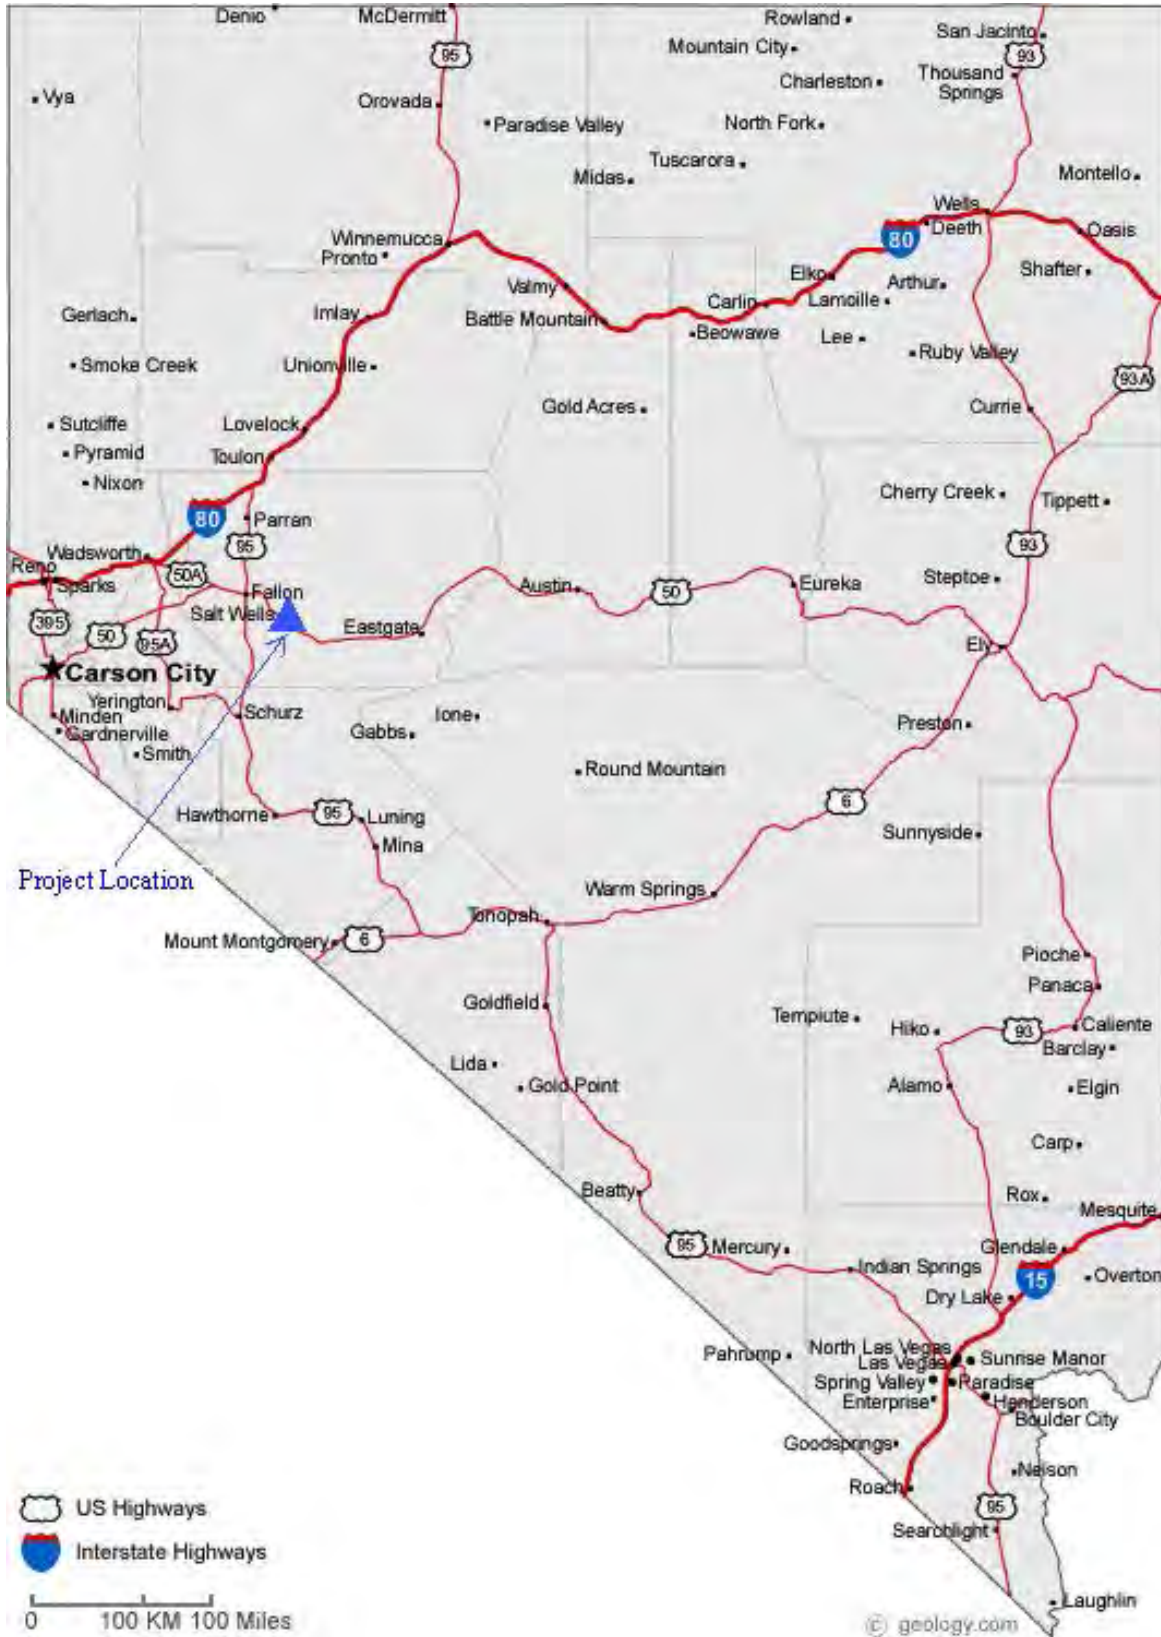 Denio
McDermitt
Rowland
San Jacinto
95
Mountain City
93
Charleston
Thousand
Springs
Vya
Orovada
Paradise Valley
North Fork
Tuscarora
Midas
Montello
Wells
Deeth
Oasis
Winnemucca
Pronto
80
Elko
Arthur
Shafter
Valmy
Carlin
Lamoille
Gerlach
Imlay
Battle Mountain
Beowawe
Lee
Ruby Valley
Smoke Creek
Unionville
93A
Gold Acres
Currie
Sutcliffe
Lovelock
Pyramid
Toulon
Nixon
Cherry Creek
Tippett
80
Parran
95
93
Wadsworth
Reno
Sparks
50A
Fallon
Austin
50
Eureka
Steptoe
Salt Wells
395
50
95A
Eastgate
Ely
Carson City
Yerington
Minden
Schurz
Ione
Preston
Gardnerville
Gabbs
Smith
Round Mountain
Hawthorne
95
Luning
6
Sunnyside
Mina
Project Location
Warm Springs
Tonopah
Mount Montgomery
6
Pioche
Panaca
Goldfield
Tempiute
Hiko
93
Caliente
Barclay
Lida
Gold Point
Alamo
Elgin
Carp
Beatty
Rox
Mesquite
95
Mercury
Glendale
Indian Springs
15
Overton
Dry Lake
North Las Vegas
Pahrump
Las Vegas
Sunrise Manor
Spring Valley
Paradise
Enterprise
Henderson
Boulder City
Goodsprings
Nelson
Roach
95
US Highways
Searchlight
Interstate Highways
Laughlin
0 100 KM 100 Miles
© geology.com